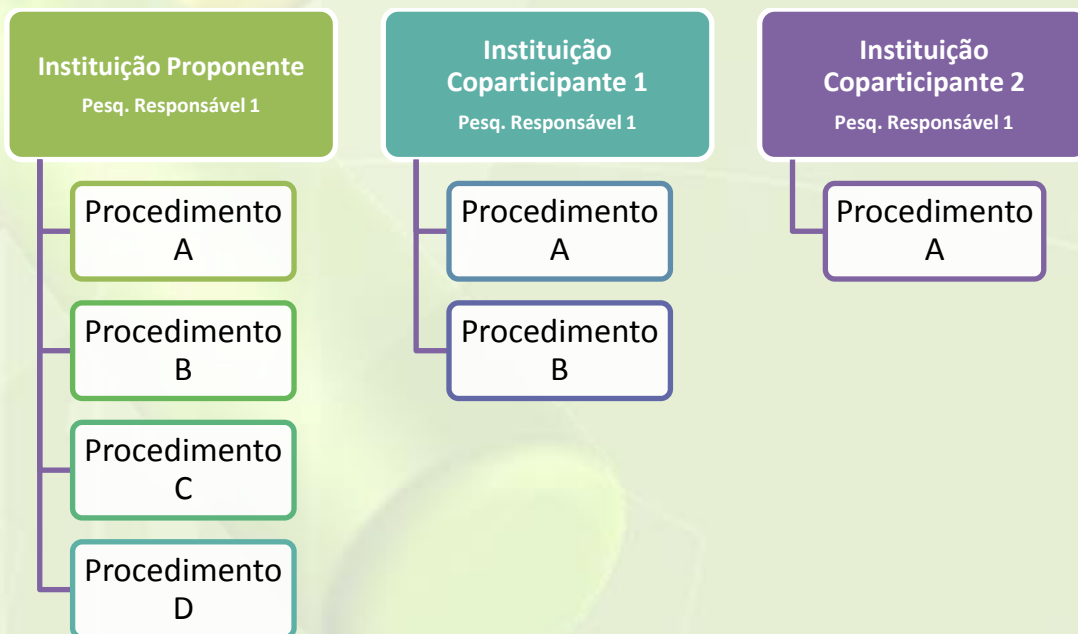 Instituição Proponente
Pesq. Responsável 1
Procedimento
A
Procedimento
B
Procedimento
C
Procedimento
D
Instituição
Coparticipante 1
Pesq. Responsável 1
Procedimento
A
Procedimento
B
Instituição
Coparticipante 2
Pesq. Responsável 1
Procedimento
A